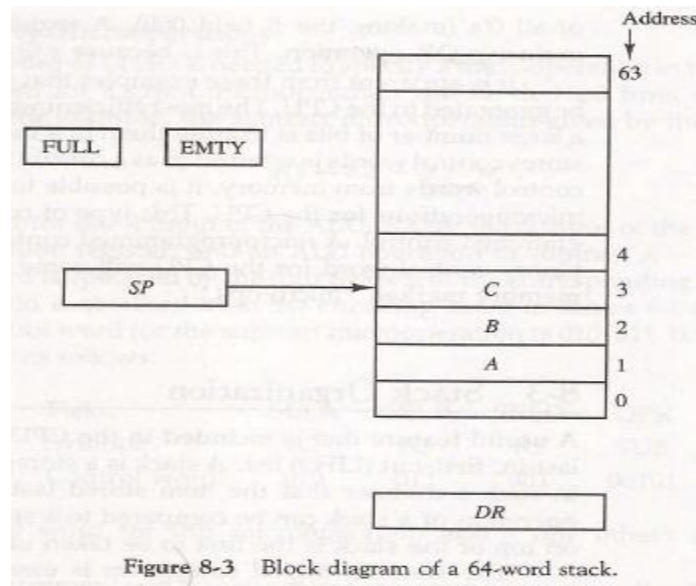 Address
63
FULL EMTY
4
SP C 3
B 2
A 1
0
DR
Figure 8-3 Block diagram of a 64-word stack.